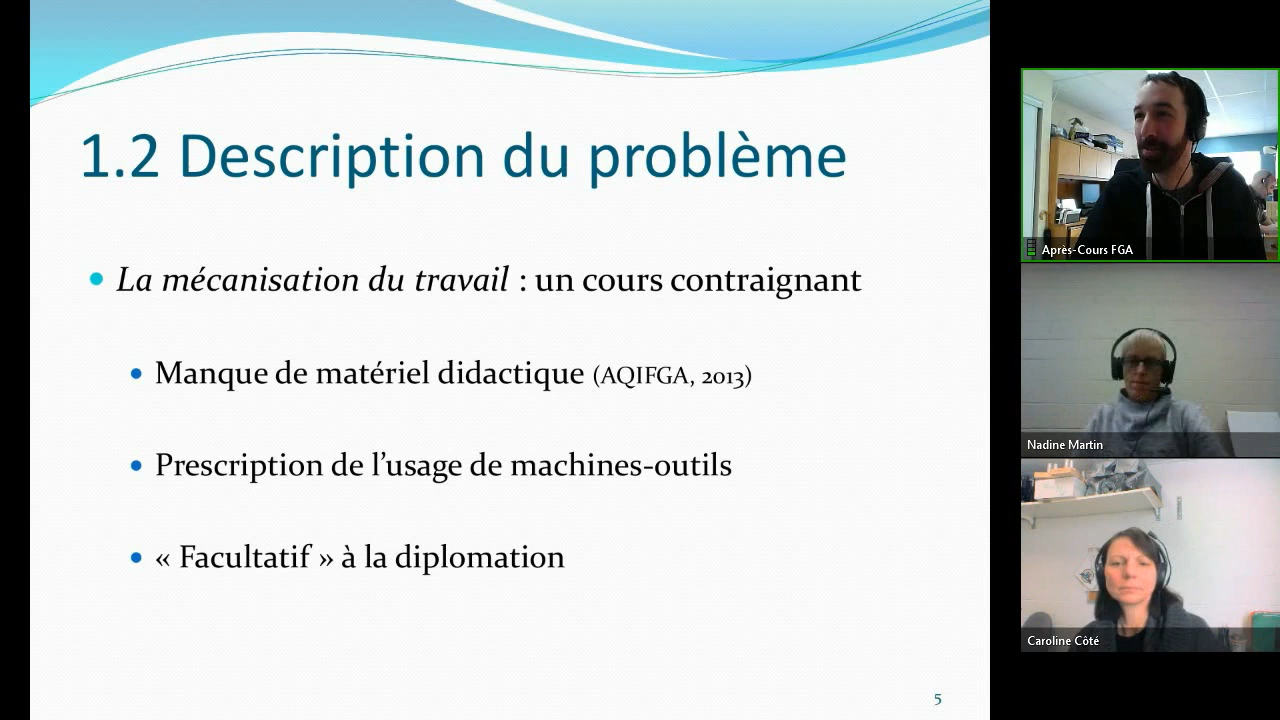 1.2 Description du problème
La mécanisation du travail : un cours contraignant
Manque de matériel didactique (AQIFGA, 2013)
Prescription de l’usage de machines-outils
« Facultatif » à la diplomation
5
Après-Cours FGA
Nadine Martin
Caroline Côté